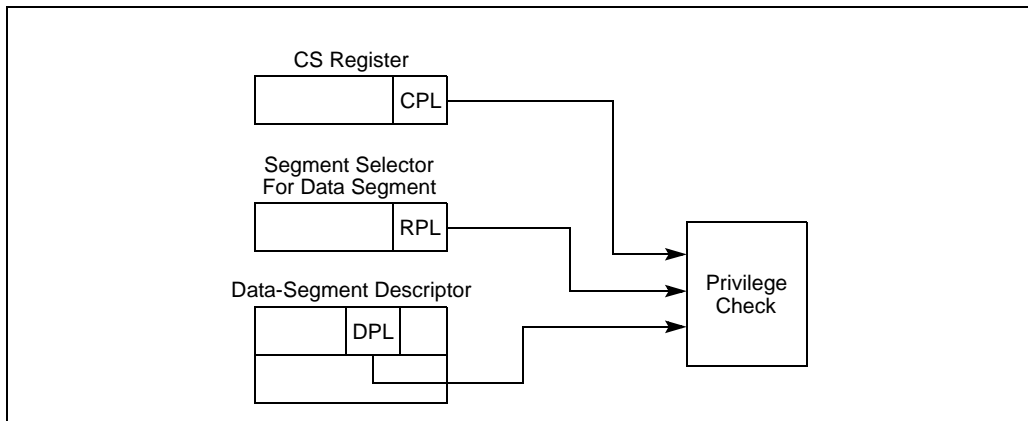 CS Register
CPL
Segment Selector
For Data Segment
RPL
Data-Segment Descriptor
DPL
Privilege
Check